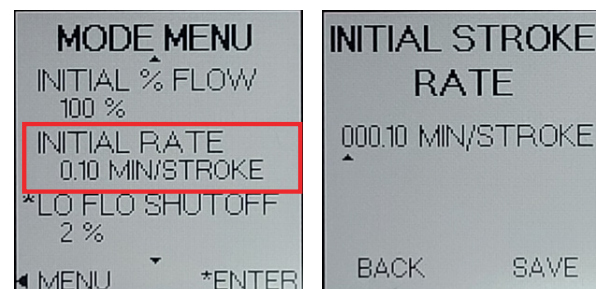 MODE MENU
INITIAL % FLOW
100 %
INITIAL RATE
0.10 MIN/STROKE
*LO FLO SHUTOFF
2 %
MENU *ENTER
INITIAL STROKE
RATE
000.10 MIN/STROKE
BACK SAVE